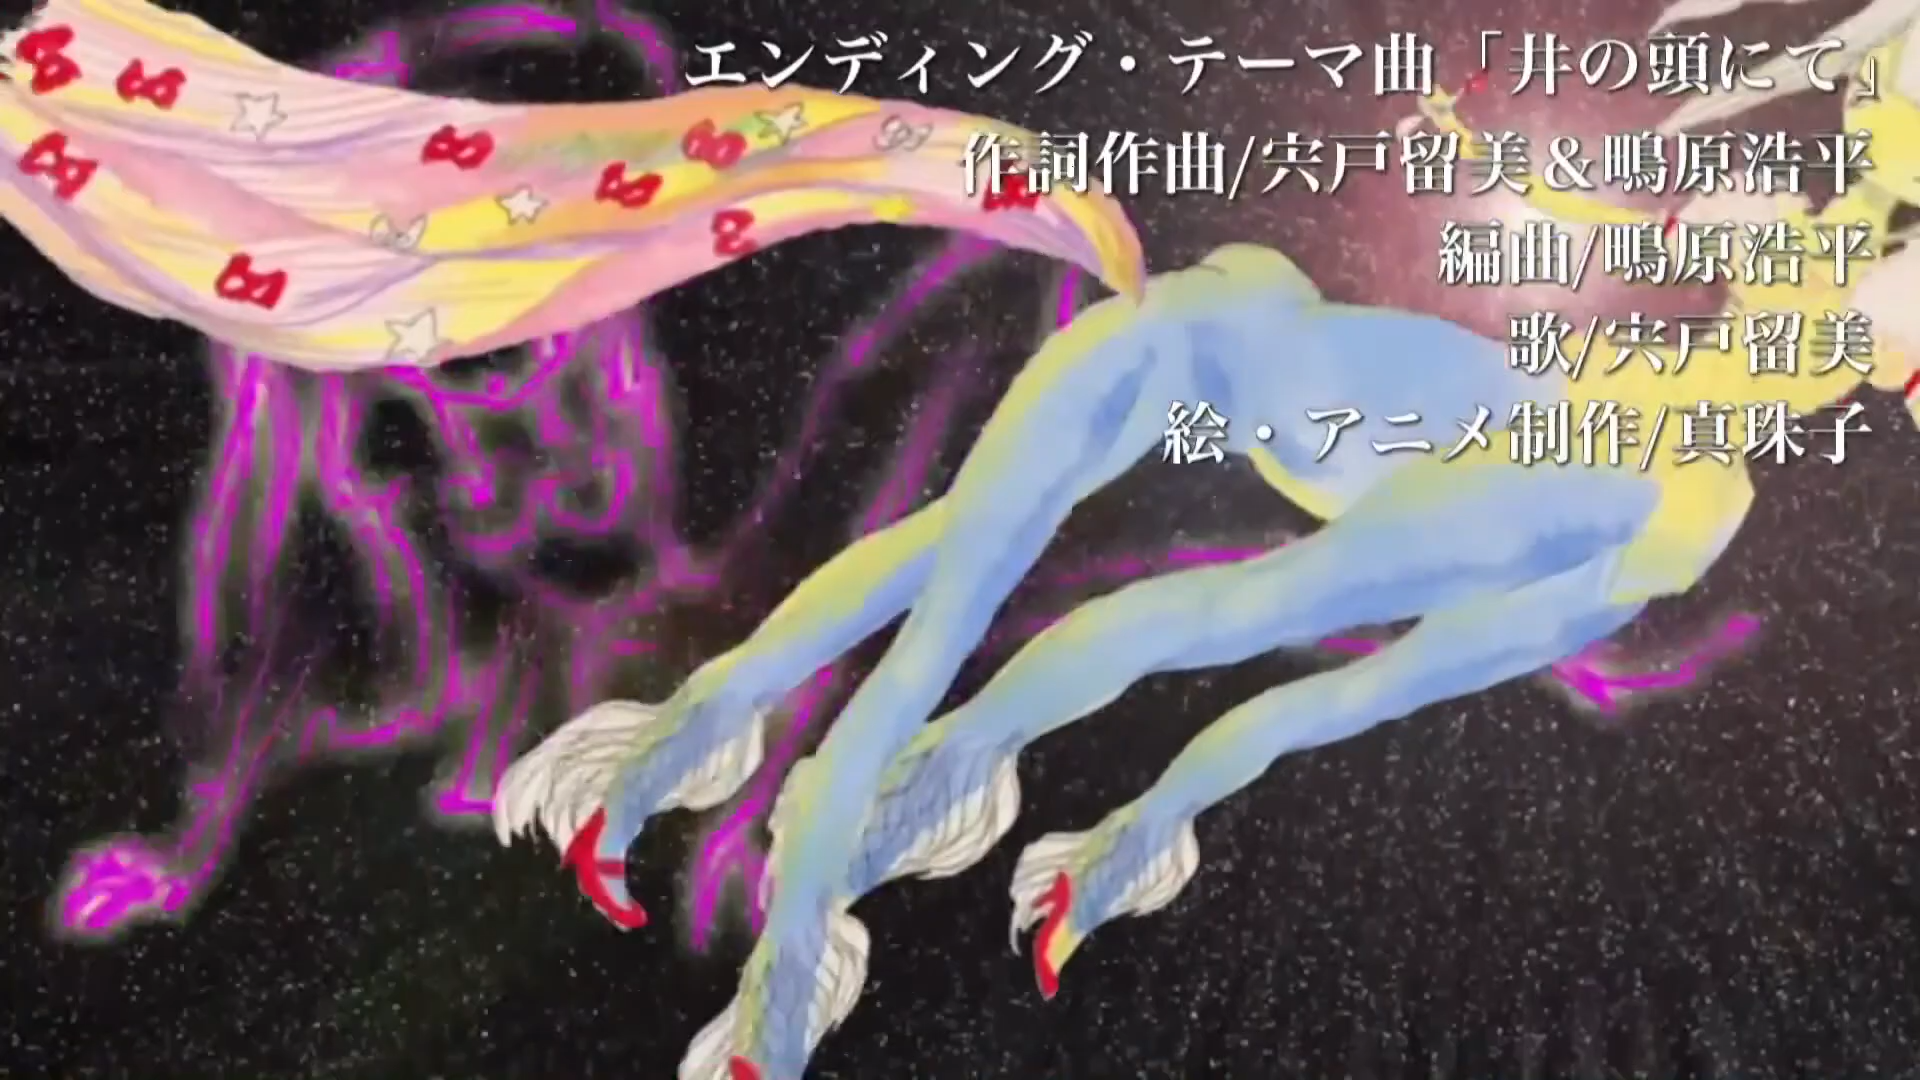 エンディング・テーマ曲「井の頭にて』
作詞作曲/宍戸留美＆鴫原浩平
編曲/鴫原浩平
歌/宍戸留美
絵・アニメ制作/真珠子